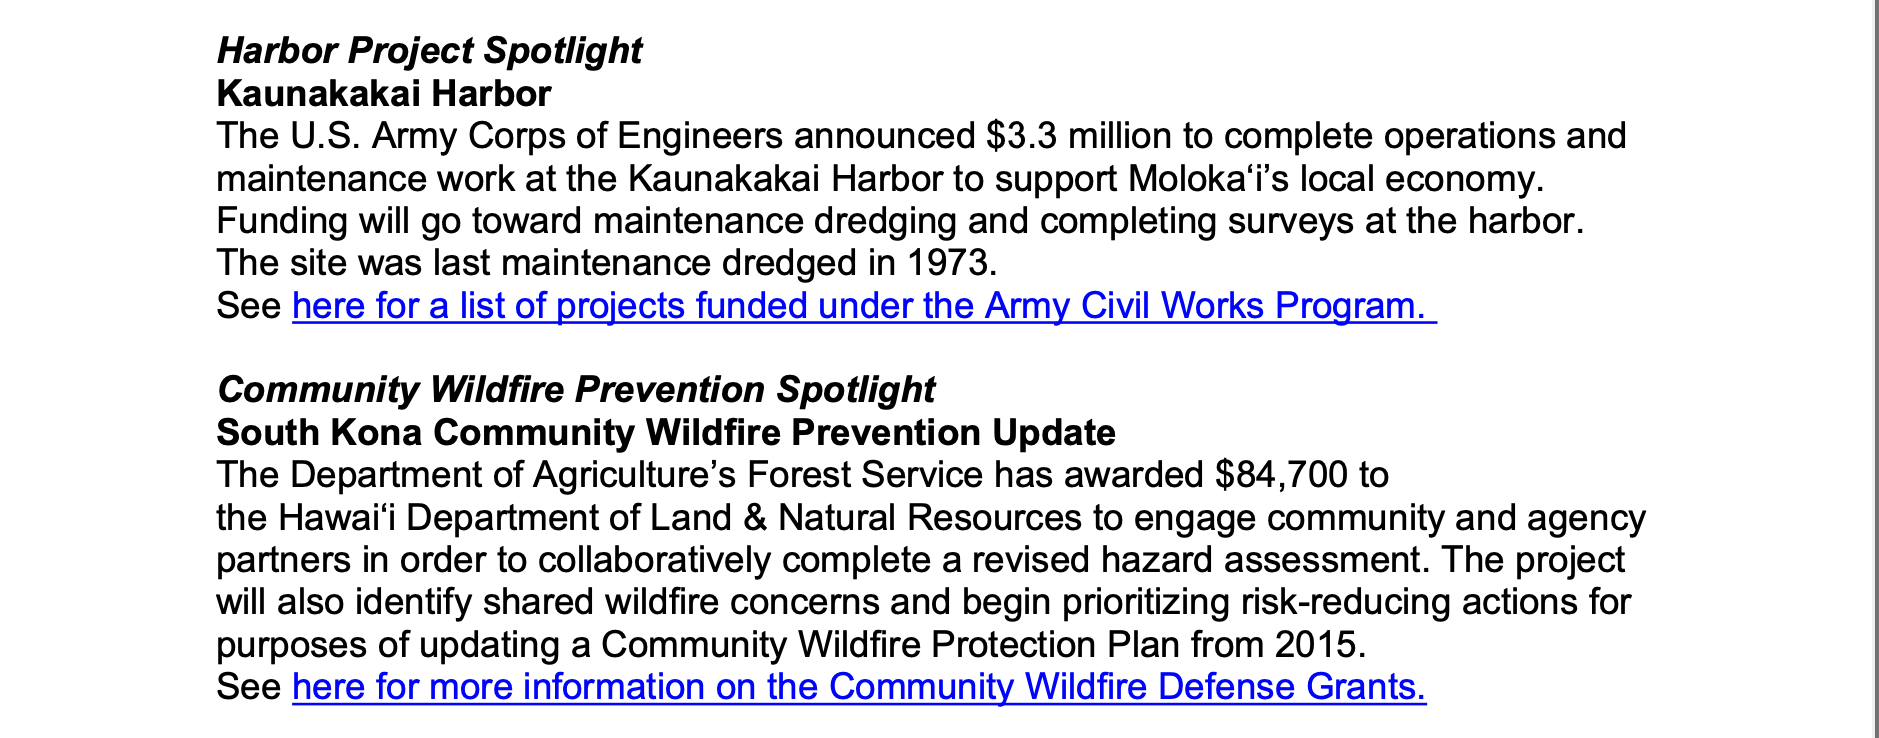 Harbor Project Spotlight
Kaunakakai Harbor
The U.S. Army Corps of Engineers announced $3.3 million to complete operations and
maintenance work at the Kaunakakai Harbor to support Moloka‘i’s local economy.
Funding will go toward maintenance dredging and completing surveys at the harbor.
The site was last maintenance dredged in 1973.
See here for a list of projects funded under the Army Civil Works Program.
Community Wildfire Prevention Spotlight
South Kona Community Wildfire Prevention Update
The Department of Agriculture’s Forest Service has awarded $84,700 to
the Hawai‘i Department of Land & Natural Resources to engage community and agency
partners in order to collaboratively complete a revised hazard assessment. The project
will also identify shared wildfire concerns and begin prioritizing risk-reducing actions for
purposes of updating a Community Wildfire Protection Plan from 2015.
See here for more information on the Community Wildfire Defense Grants.